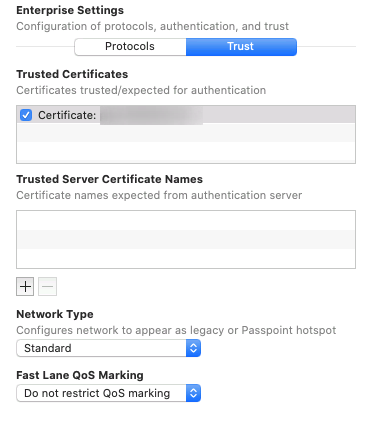 Enterprise Settings
Configuration of protocols, authentication, and trust
Protocols
Trust
Trusted Certificates
Certificates trusted/expected for authentication
Certificate:
Trusted Server Certificate Names
Certificate names expected from authentication server
Network Type
Configures network to appear as legacy or Passpoint hotspot
Standard
Fast Lane QoS Marking
Do not restrict QoS marking